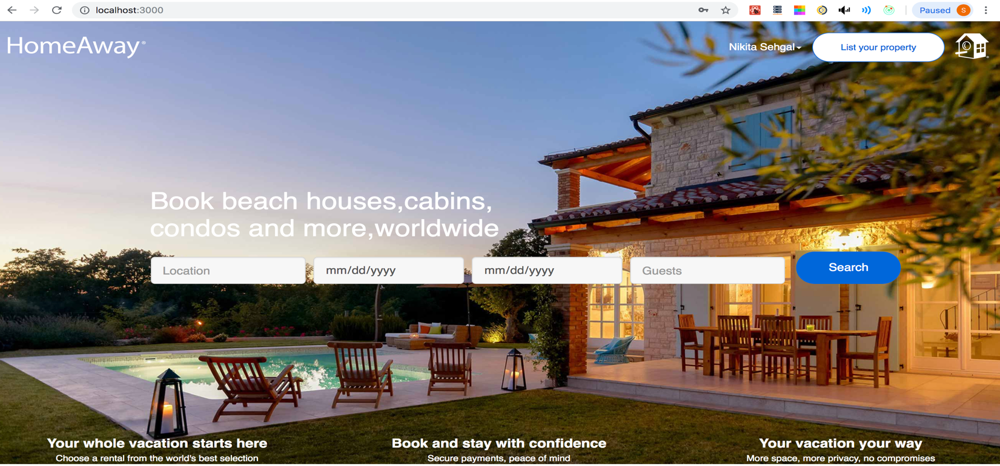 localhost:3000
Paused
S
HomeAway®
Nikita Sehgal
List your property
Book beach houses,cabins,
condos and more,worldwide
Location
mm/dd/yyyy
mm/dd/yyyy
Guests
Search
Your whole vacation starts here
Choose a rental from the world's best selection
Book and stay with confidence
Secure payments, peace of mind
Your vacation your way
More space, more privacy, no compromises